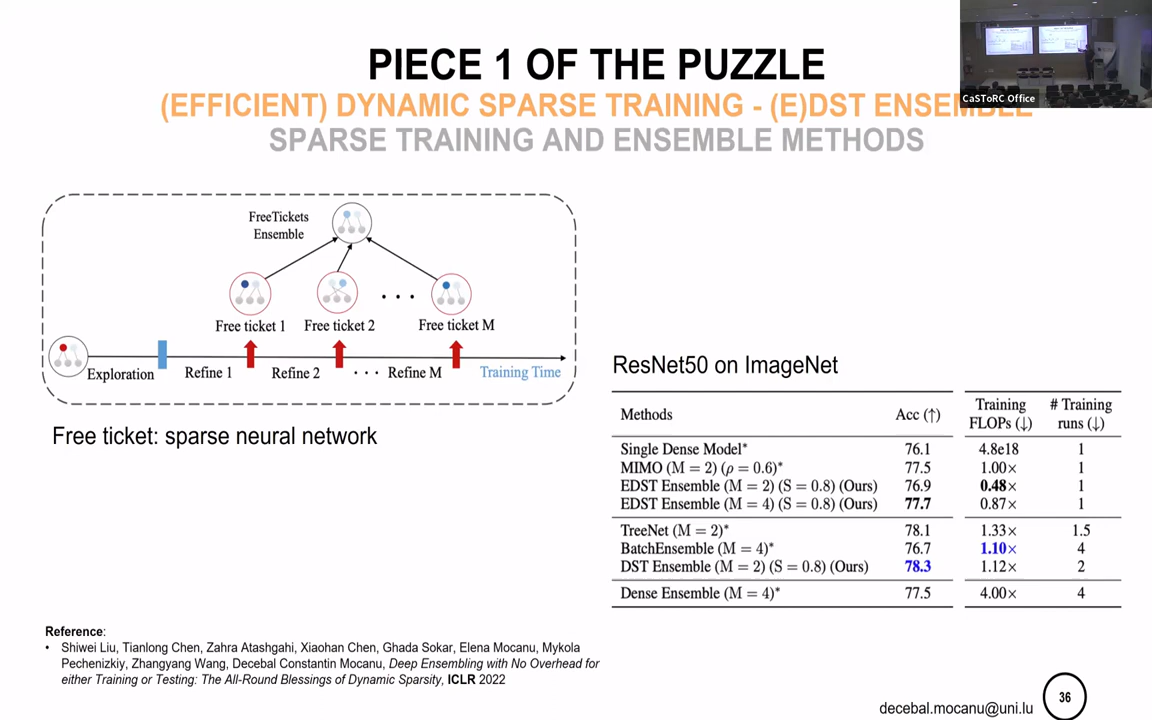 PIECE 1 OF THE PUZZLE
(EFFICIENT) DYNAMIC SPARSE TRAINING - (E)DST ENSEMBLE
SPARSE TRAINING AND ENSEMBLE METHODS
CaSToRC Office
FreeTickets
Ensemble
Free ticket 1
Free ticket 2
. . .
Free ticket M
Exploration
Refine 1
Refine 2
· · ·
Refine M
Training Time
Free ticket: sparse neural network
ResNet50 on ImageNet
Methods Acc (↑) Training FLOPs (↓) # Training runs (↓)
Single Dense Model* 76.1 4.8e18 1
MIMO (M = 2) (ρ = 0.6)* 77.5 1.00× 1
EDST Ensemble (M = 2) (S = 0.8) (Ours) 76.9 0.48× 1
EDST Ensemble (M = 4) (S = 0.8) (Ours) 77.7 0.87× 1
TreeNet (M = 2)* 78.1 1.33× 1.5
BatchEnsemble (M = 4)* 76.7 1.10× 4
DST Ensemble (M = 2) (S = 0.8) (Ours) 78.3 1.12× 2
Dense Ensemble (M = 4)* 77.5 4.00× 4
Reference:
• Shiwei Liu, Tianlong Chen, Zahra Atashgahi, Xiaohan Chen, Ghada Sokar, Elena Mocanu, Mykola
Pechenizkiy, Zhangyang Wang, Decebal Constantin Mocanu, Deep Ensembling with No Overhead for
either Training or Testing: The All-Round Blessings of Dynamic Sparsity, ICLR 2022
decebal.mocanu@uni.lu
36